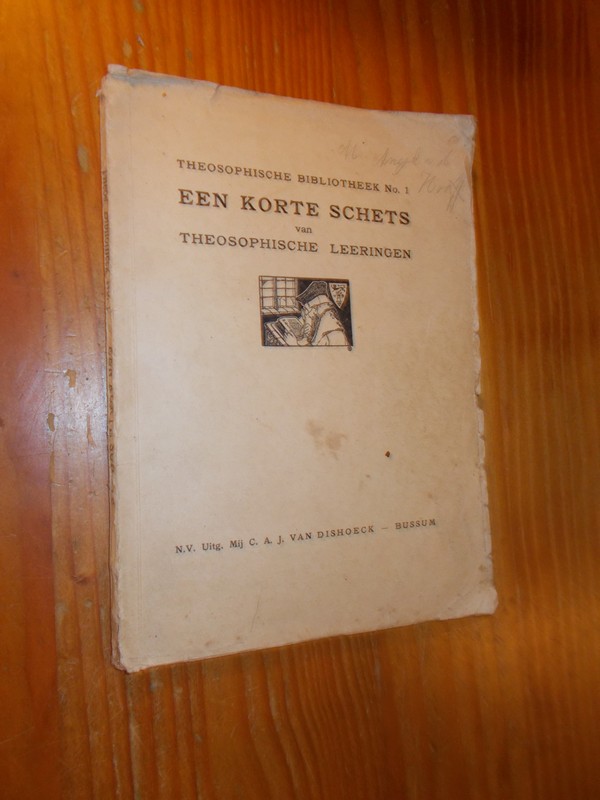 THEOSOPHISCHE BIBLIOTHEEK No. 1
EEN KORTE SCHETS
van
THEOSOPHISCHE LEERINGEN
N.V. Uitg. Mij C. A. J. VAN DISHOECK — BUSSUM